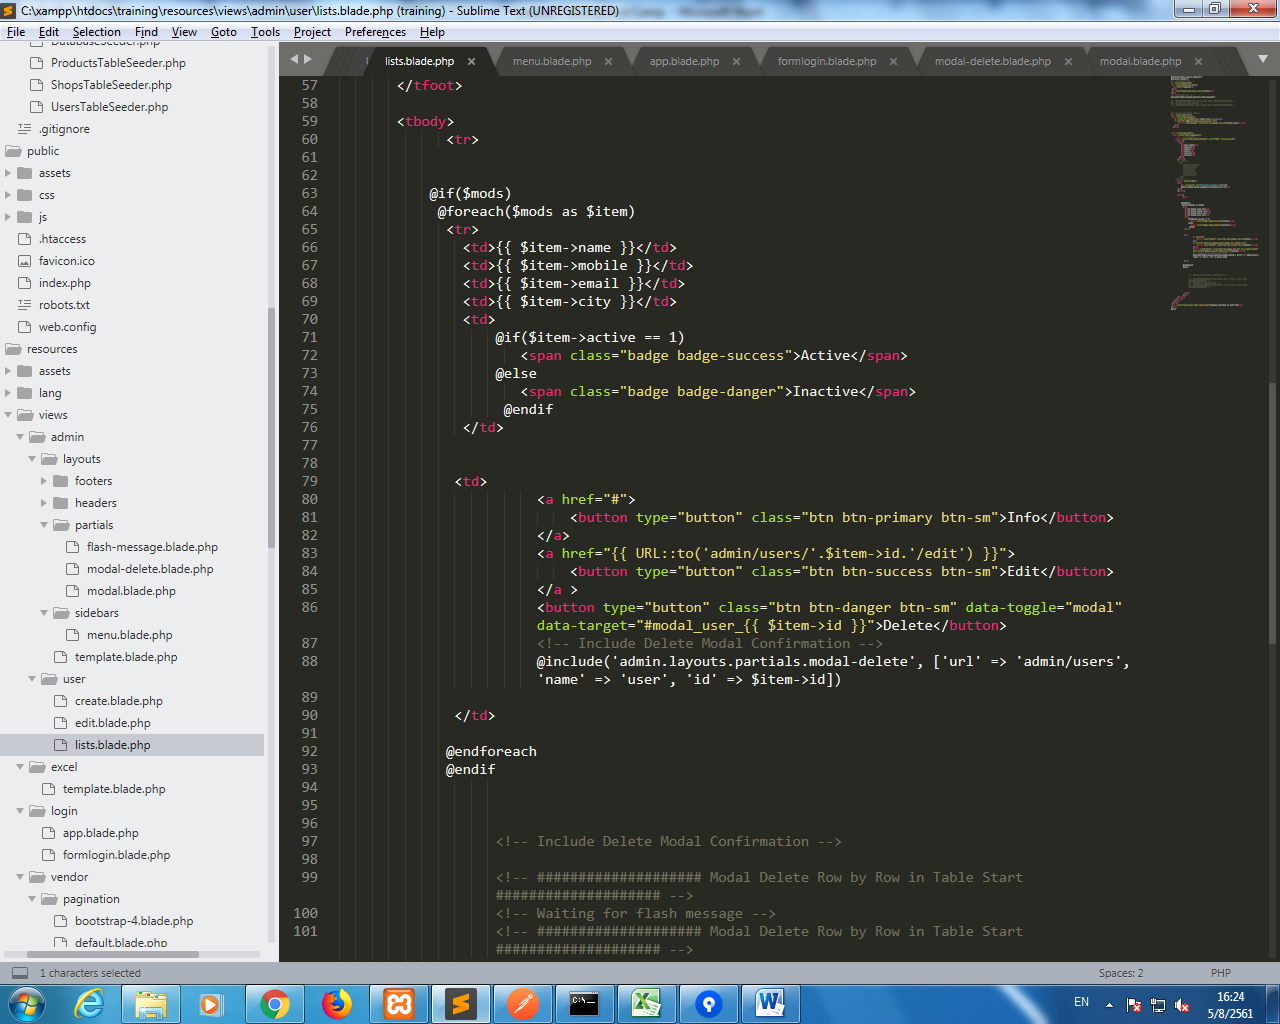 C:\xampp\htdocs\training\resources\views\admin\user\lists.blade.php (training) - Sublime Text (UNREGISTERED)
File Edit Selection Find View Goto Tools Project Preferences Help
DatabaseSeeder.php
ProductsTableSeeder.php
ShopsTableSeeder.php
UsersTableSeeder.php
.gitignore
public
assets
css
js
.htaccess
favicon.ico
index.php
robots.txt
web.config
resources
assets
lang
views
admin
layouts
footers
headers
partials
flash-message.blade.php
modal-delete.blade.php
modal.blade.php
sidebars
menu.blade.php
template.blade.php
user
create.blade.php
edit.blade.php
lists.blade.php
excel
template.blade.php
login
app.blade.php
formlogin.blade.php
vendor
pagination
bootstrap-4.blade.php
default.blade.php
lists.blade.php × menu.blade.php × app.blade.php × formlogin.blade.php × modal-delete.blade.php × modal.blade.php ×
57 </tfoot>
58
59 <tbody>
60 <tr>
61
62
63 @if($mods)
64 @foreach($mods as $item)
65 <tr>
66 <td>{{ $item->name }}</td>
67 <td>{{ $item->mobile }}</td>
68 <td>{{ $item->email }}</td>
69 <td>{{ $item->city }}</td>
70 <td>
71 @if($item->active == 1)
72 <span class="badge badge-success">Active</span>
73 @else
74 <span class="badge badge-danger">Inactive</span>
75 @endif
76 </td>
77
78
79 <td>
80 <a href="#">
81 <button type="button" class="btn btn-primary btn-sm">Info</button>
82 </a>
83 <a href="{{ URL::to('admin/users/'.$item->id.'/edit') }}">
84 <button type="button" class="btn btn-success btn-sm">Edit</button>
85 </a >
86 <button type="button" class="btn btn-danger btn-sm" data-toggle="modal"
data-target="#modal_user_{{ $item->id }}">Delete</button>
87 <!-- Include Delete Modal Confirmation -->
88 @include('admin.layouts.partials.modal-delete', ['url' => 'admin/users',
'name' => 'user', 'id' => $item->id])
89
90 </td>
91
92 @endforeach
93 @endif
94
95
96
97 <!-- Include Delete Modal Confirmation -->
98
99 <!-- #################### Modal Delete Row by Row in Table Start
#################### -->
100 <!-- Waiting for flash message -->
101 <!-- #################### Modal Delete Row by Row in Table Start
#################### -->
1 characters selected
Spaces: 2
PHP
EN
16:24
5/8/2561